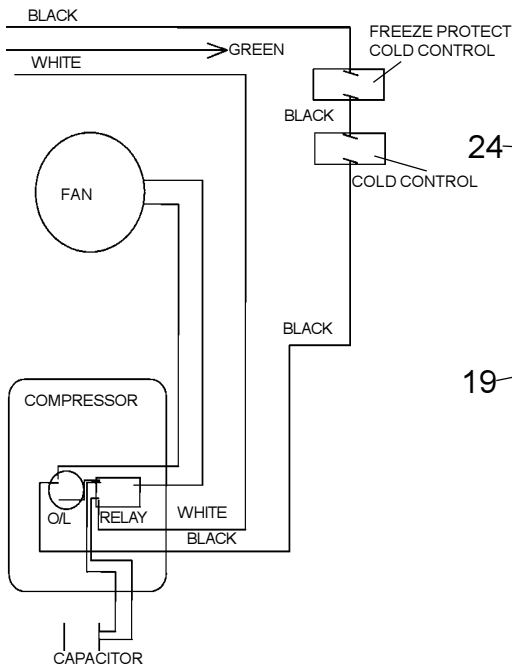 BLACK
FREEZE PROTECT
COLD CONTROL
GREEN
WHITE
BLACK
24
COLD CONTROL
FAN
BLACK
19
COMPRESSOR
O/L
RELAY
WHITE
BLACK
CAPACITOR